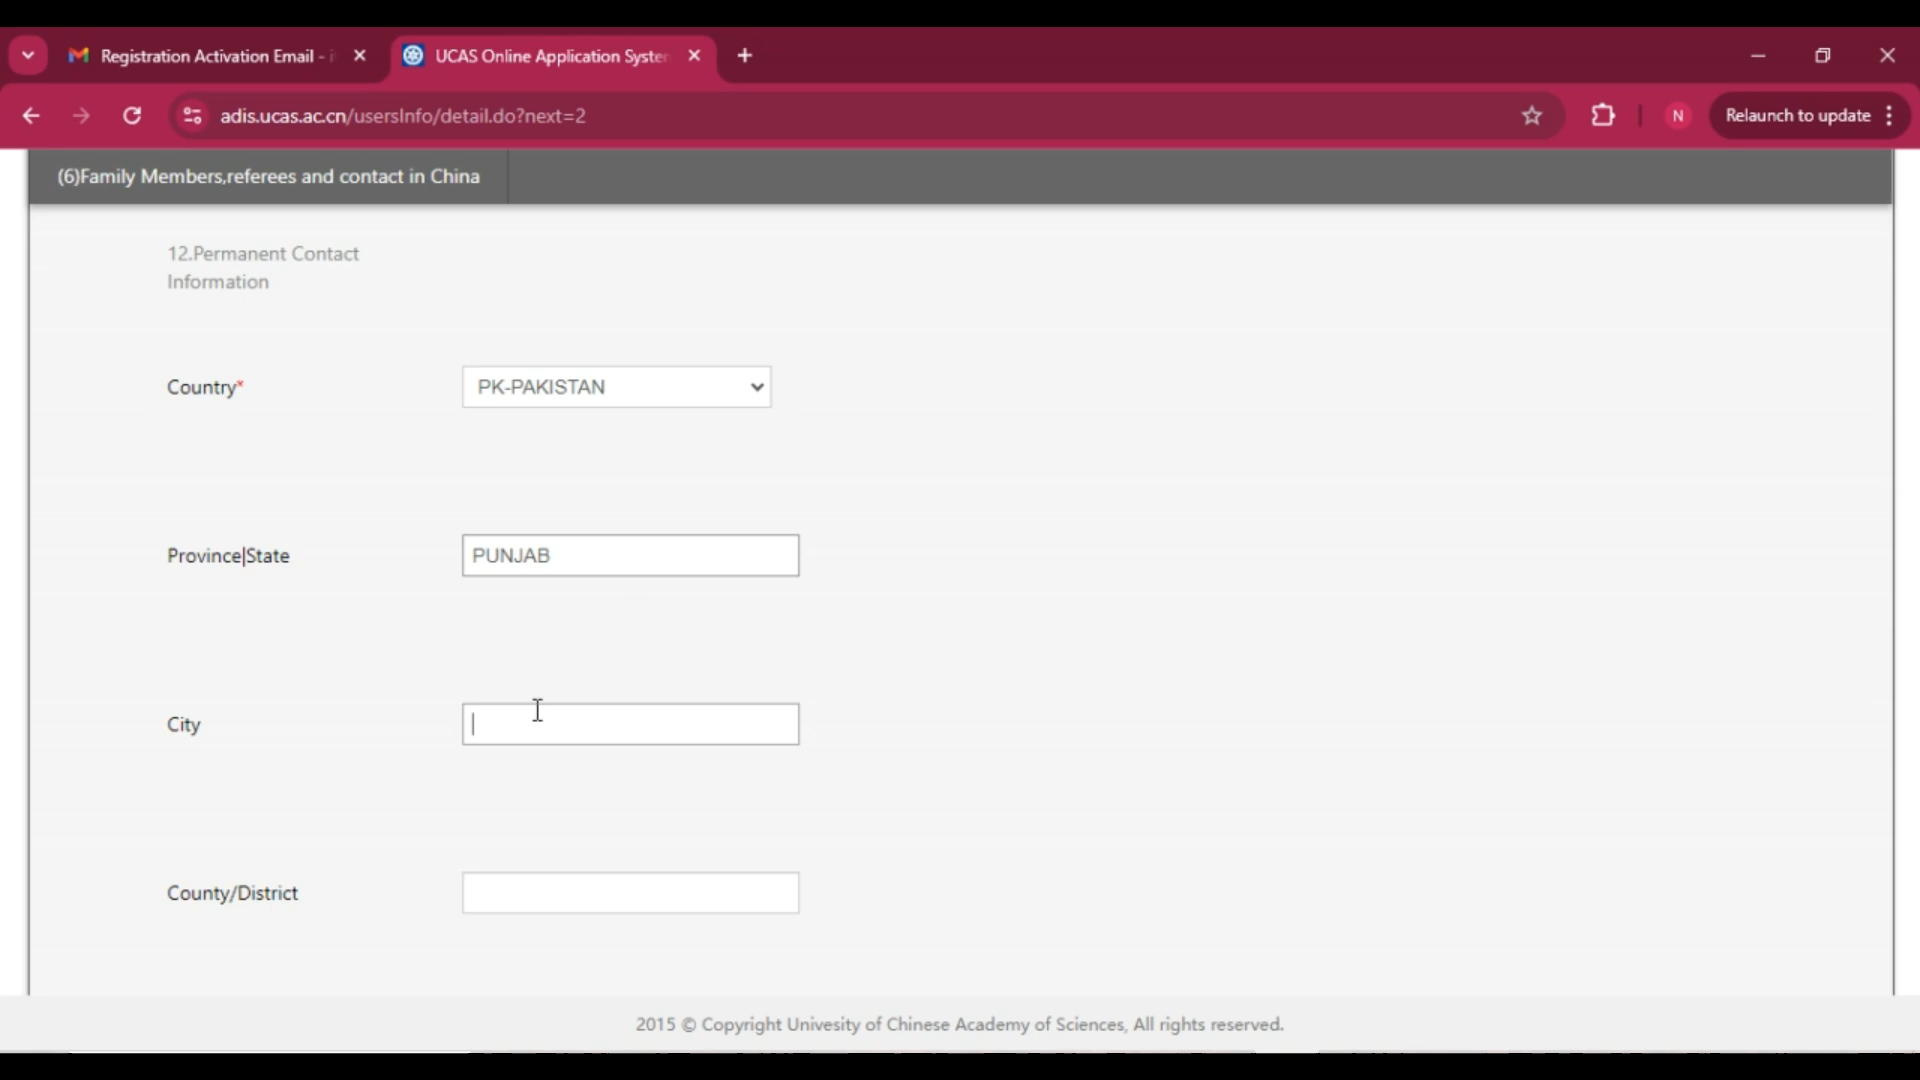 Registration Activation Email -
UCAS Online Application Syste
adis.ucas.ac.cn/usersInfo/detail.do?next=2
N
Relaunch to update
(6)Family Members,referees and contact in China
12.Permanent Contact
Information
Country*
PK-PAKISTAN
Province|State
PUNJAB
City
County/District
2015 © Copyright Univesity of Chinese Academy of Sciences, All rights reserved.